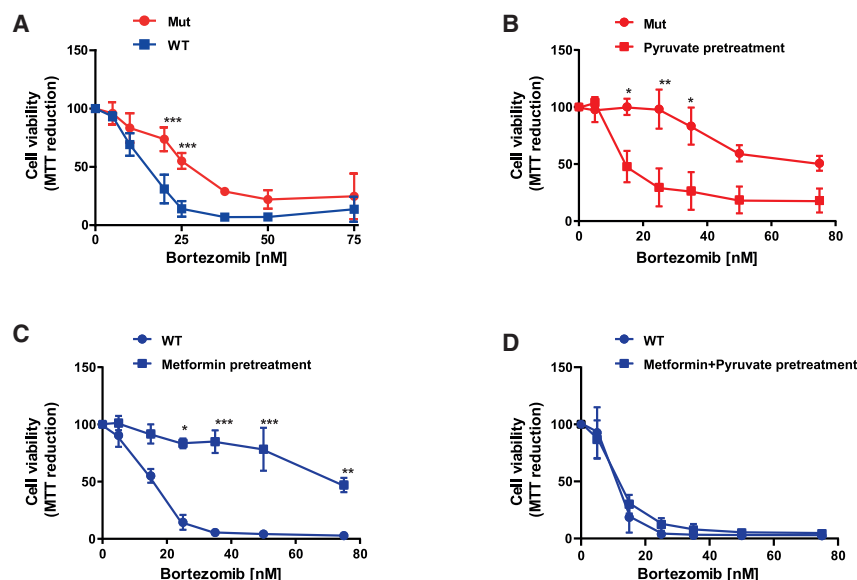 A
Mut
WT
150
100
50
0
Cell viability
(MTT reduction)
***
***
0
25
50
75
Bortezomib [nM]
B
Mut
Pyruvate pretreatment
150
100
50
0
Cell viability
(MTT reduction)
*
**
*
0
20
40
60
80
Bortezomib [nM]
C
WT
Metformin pretreatment
150
100
50
0
Cell viability
(MTT reduction)
*
***
***
**
0
20
40
60
80
Bortezomib [nM]
D
WT
Metformin+Pyruvate pretreatment
150
100
50
0
Cell viability
(MTT reduction)
0
20
40
60
80
Bortezomib [nM]